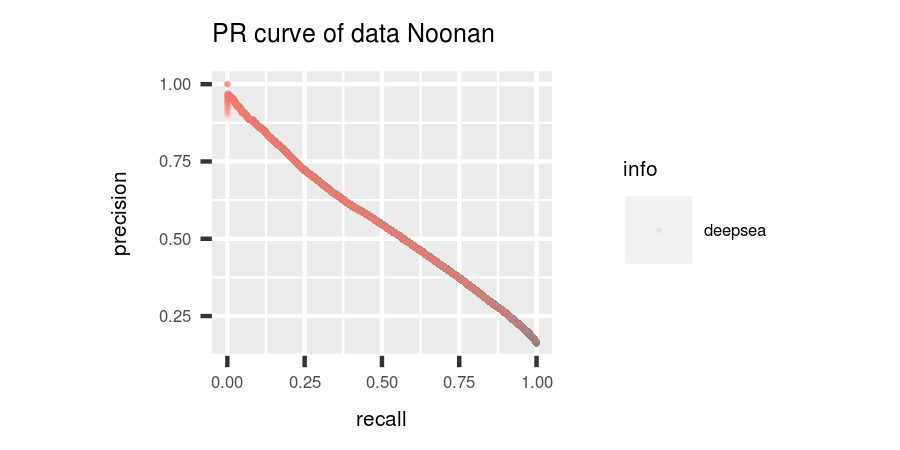 PR curve of data Noonan
1.00
0.75
0.50
0.25
precision
0.00 0.25 0.50 0.75 1.00
recall
info
deepsea